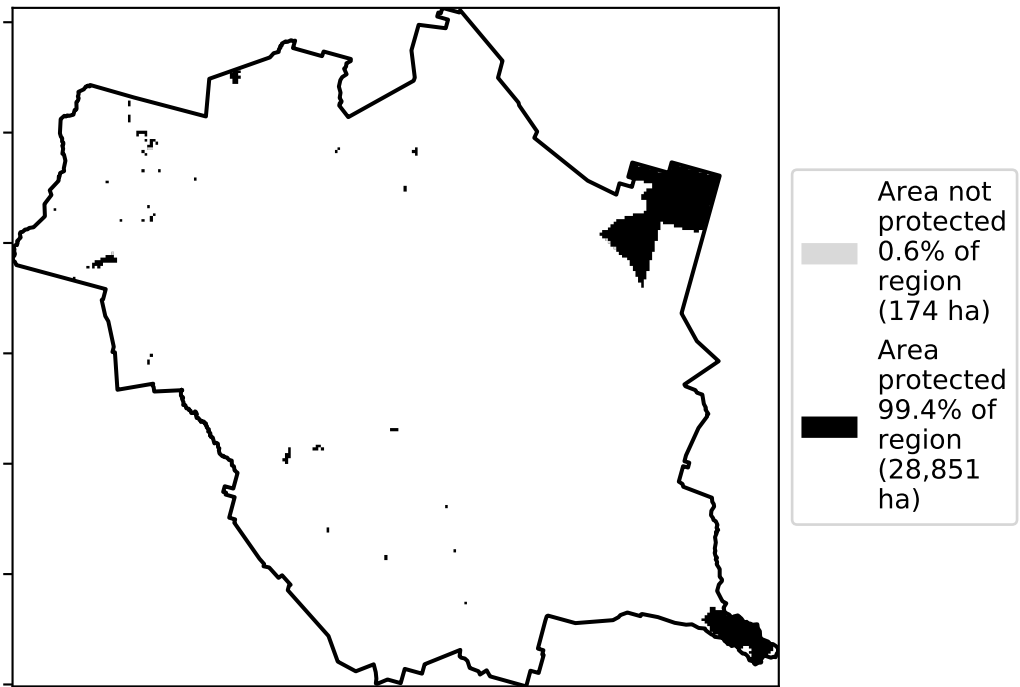 Area not
protected
0.6% of
region
(174 ha)
Area
protected
99.4% of
region
(28,851
ha)